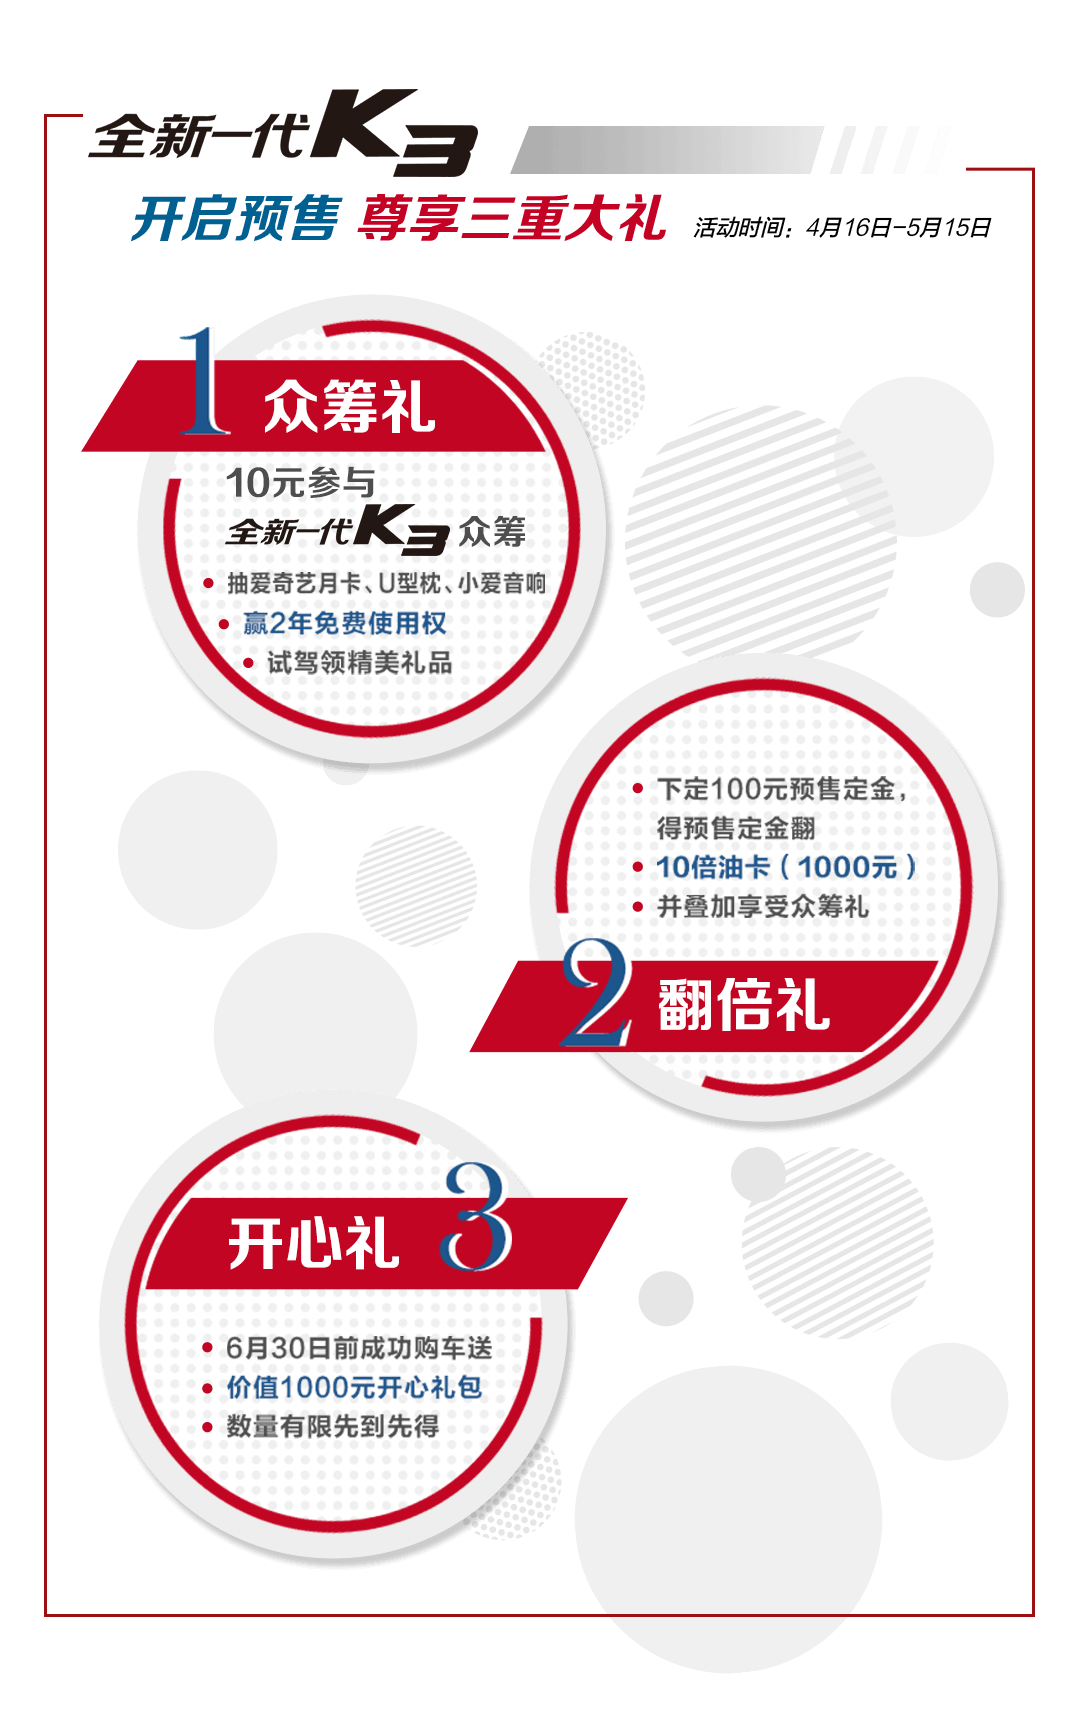 全新一代K3
开启预售 尊享三重大礼 活动时间：4月16日-5月15日
1 众筹礼
10元参与
全新一代K3 众筹
• 抽爱奇艺月卡、U型枕、小爱音响
• 赢2年免费使用权
• 试驾领精美礼品
• 下定100元预售定金，
得预售定金翻
• 10倍油卡（1000元）
• 并叠加享受众筹礼
2 翻倍礼
开心礼 3
• 6月30日前成功购车送
• 价值1000元开心礼包
• 数量有限先到先得